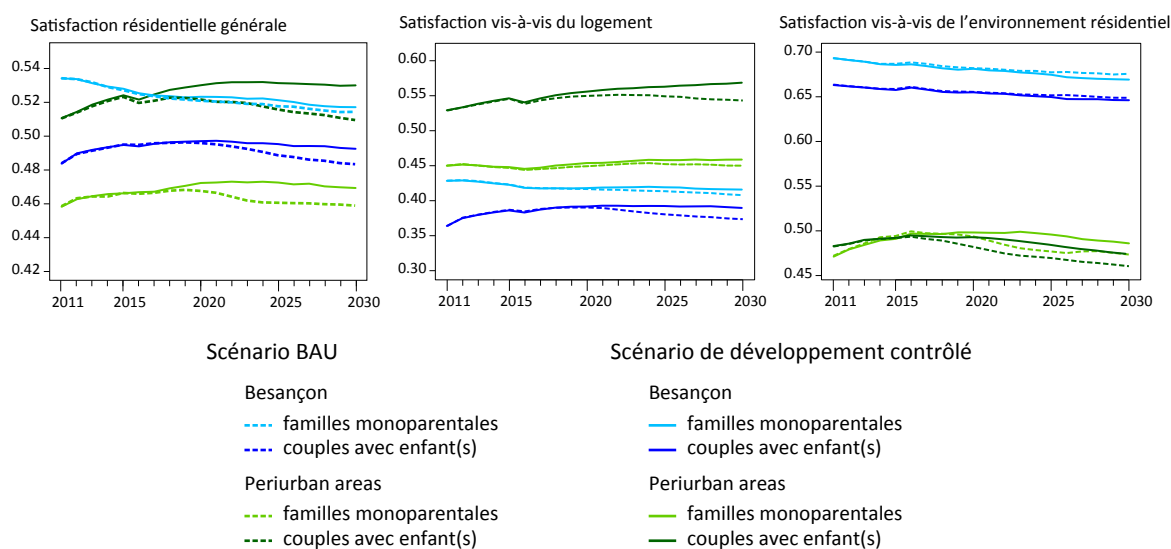 Satisfaction résidentielle générale
0.54
0.52
0.50
0.48
0.46
0.44
0.42
2011
2015
2020
2025
2030
Satisfaction vis-à-vis du logement
0.60
0.55
0.50
0.45
0.40
0.35
0.30
2011
2015
2020
2025
2030
Satisfaction vis-à-vis de l'environnement résidentiel
0.70
0.65
0.60
0.55
0.50
0.45
2011
2015
2020
2025
2030
Scénario BAU
Besançon
familles monoparentales
couples avec enfant(s)
Periurban areas
familles monoparentales
couples avec enfant(s)
Scénario de développement contrôlé
Besançon
familles monoparentales
couples avec enfant(s)
Periurban areas
familles monoparentales
couples avec enfant(s)